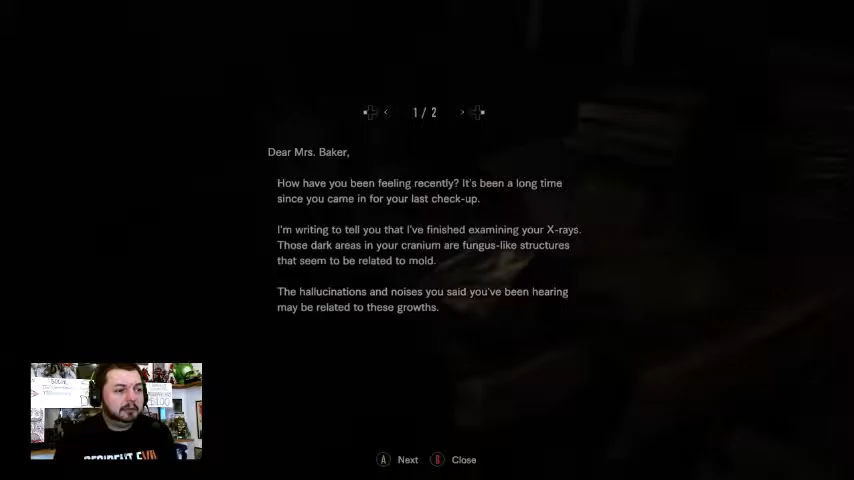 1 / 2
Dear Mrs. Baker,
How have you been feeling recently? It's been a long time
since you came in for your last check-up.
I'm writing to tell you that I've finished examining your X-rays.
Those dark areas in your cranium are fungus-like structures
that seem to be related to mold.
The hallucinations and noises you said you've been hearing
may be related to these growths.
RESIDENT EVIL
A Next B Close